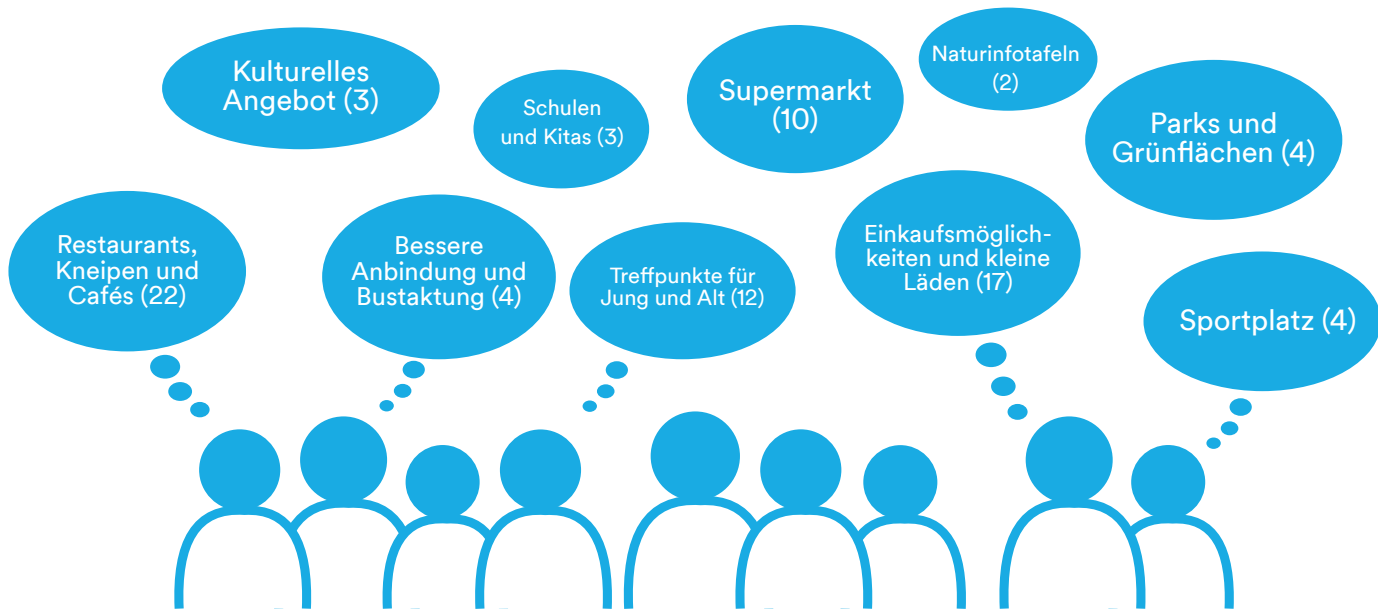 Kulturelles
Angebot (3)
Schulen
und Kitas (3)
Supermarkt
(10)
Naturinfotafeln
(2)
Parks und
Grünflächen (4)
Restaurants,
Kneipen und
Cafés (22)
Bessere
Anbindung und
Bustaktung (4)
Treffpunkte für
Jung und Alt (12)
Einkaufsmöglich-
keiten und kleine
Läden (17)
Sportplatz (4)